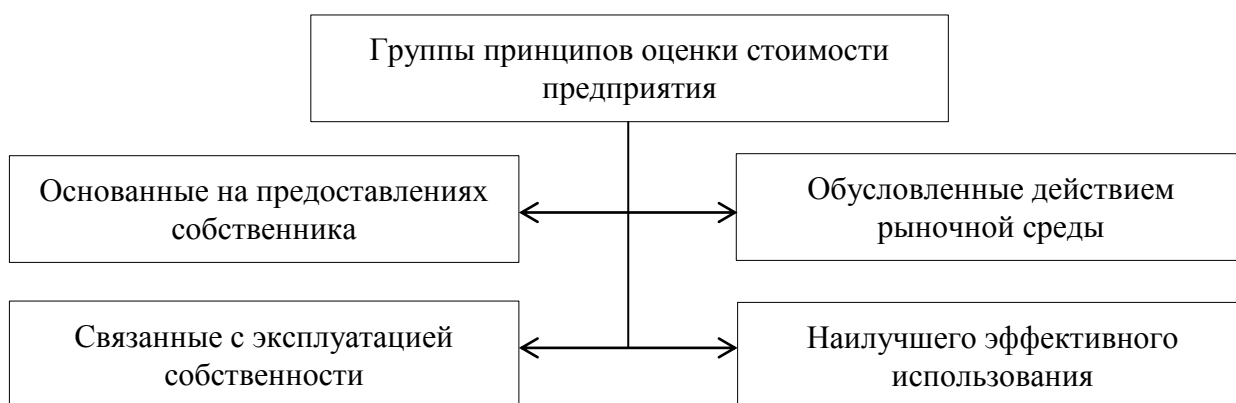 Группы принципов оценки стоимости
предприятия
Основанные на предоставлениях
собственника
Обусловленные действием
рыночной среды
Связанные с эксплуатацией
собственности
Наилучшего эффективного
использования